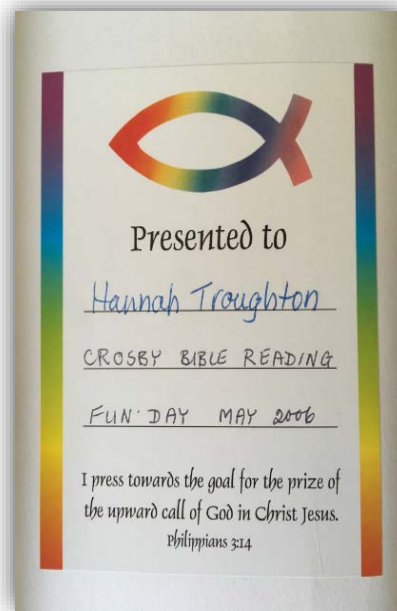 Presented to
Hannah Troughton
CROSBY BIBLE READING
FUN DAY MAY 2006
I press towards the goal for the prize of
the upward call of God in Christ Jesus.
Philippians 3:14